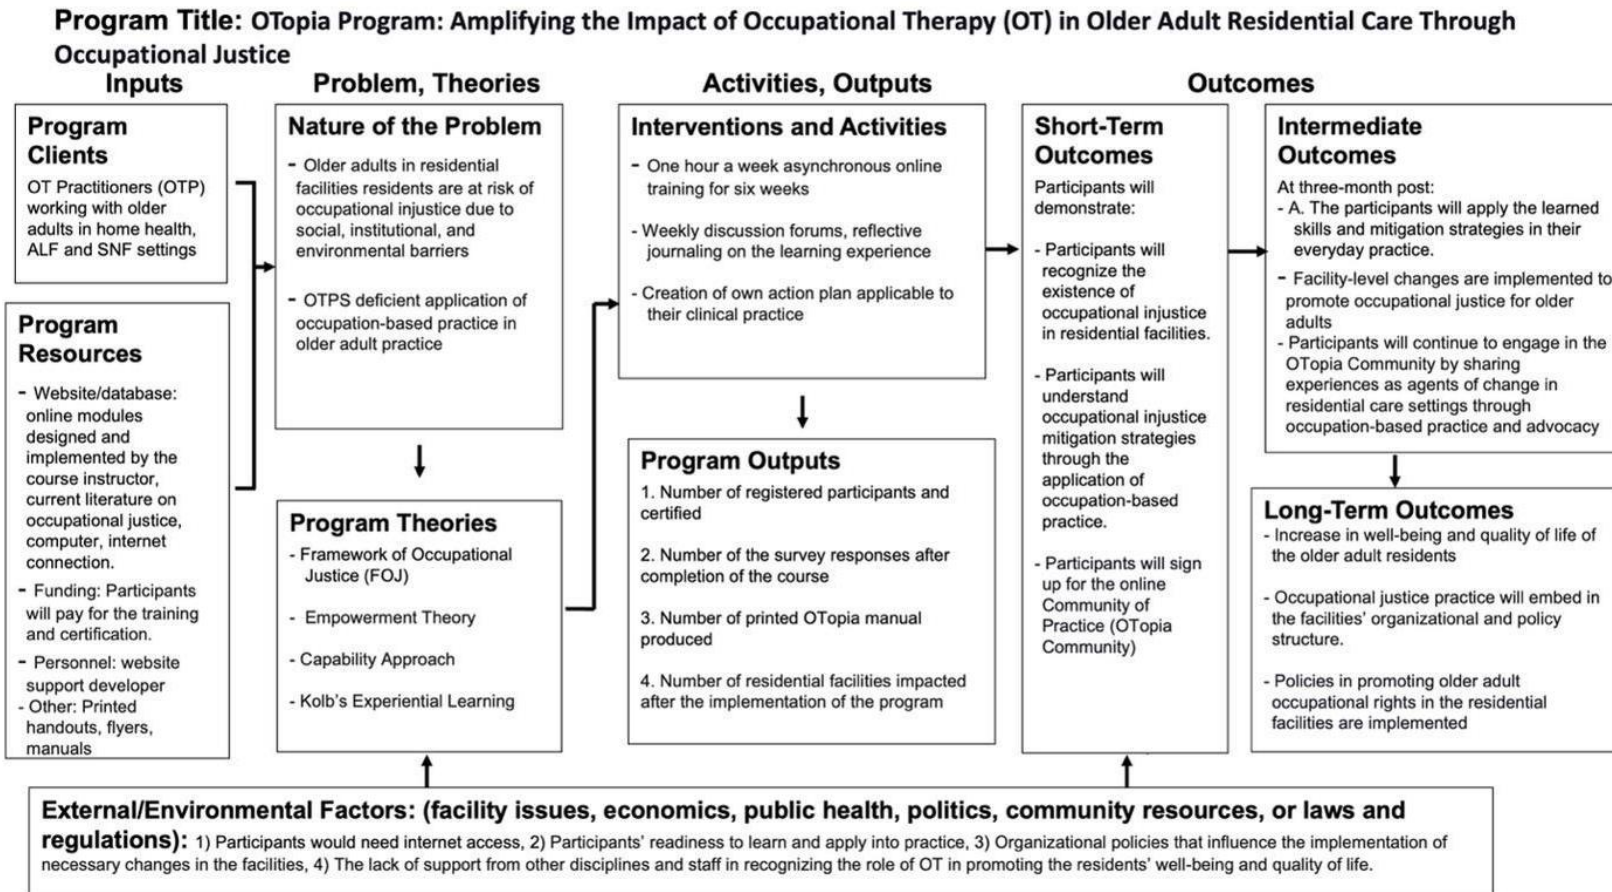 Program Title: OTopia Program: Amplifying the Impact of Occupational Therapy (OT) in Older Adult Residential Care Through
Occupational Justice
Inputs
Program
Clients
OT Practitioners (OTP)
working with older
adults in home health,
ALF and SNF settings
Program
Resources
- Website/database:
online modules
designed and
implemented by the
course instructor,
current literature on
occupational justice,
computer, internet
connection.
- Funding: Participants
will pay for the training
and certification.
- Personnel: website
support developer
- Other: Printed
handouts, flyers,
manuals
Problem, Theories
Nature of the Problem
- Older adults in residential
facilities residents are at risk of
occupational injustice due to
social, institutional, and
environmental barriers
- OTPS deficient application of
occupation-based practice in
older adult practice
Program Theories
- Framework of Occupational
Justice (FOJ)
- Empowerment Theory
- Capability Approach
- Kolb's Experiential Learning
Activities, Outputs
Interventions and Activities
- One hour a week asynchronous online
training for six weeks
- Weekly discussion forums, reflective
journaling on the learning experience
- Creation of own action plan applicable to
their clinical practice
Program Outputs
1. Number of registered participants and
certified
2. Number of the survey responses after
completion of the course
3. Number of printed OTopia manual
produced
4. Number of residential facilities impacted
after the implementation of the program
Outcomes
Short-Term
Outcomes
Participants will
demonstrate:
- Participants will
recognize the
existence of
occupational injustice
in residential facilities.
- Participants will
understand
occupational injustice
mitigation strategies
through the
application of
occupation-based
practice.
- Participants will sign
up for the online
Community of
Practice (OTopia
Community)
Intermediate
Outcomes
At three-month post:
- A. The participants will apply the learned
skills and mitigation strategies in their
everyday practice.
- Facility-level changes are implemented to
promote occupational justice for older
adults
- Participants will continue to engage in the
OTopia Community by sharing
experiences as agents of change in
residential care settings through
occupation-based practice and advocacy
Long-Term Outcomes
- Increase in well-being and quality of life of
the older adult residents
- Occupational justice practice will embed in
the facilities' organizational and policy
structure.
- Policies in promoting older adult
occupational rights in the residential
facilities are implemented
External/Environmental Factors: (facility issues, economics, public health, politics, community resources, or laws and
regulations): 1) Participants would need internet access, 2) Participants' readiness to learn and apply into practice, 3) Organizational policies that influence the implementation of
necessary changes in the facilities, 4) The lack of support from other disciplines and staff in recognizing the role of OT in promoting the residents' well-being and quality of life.